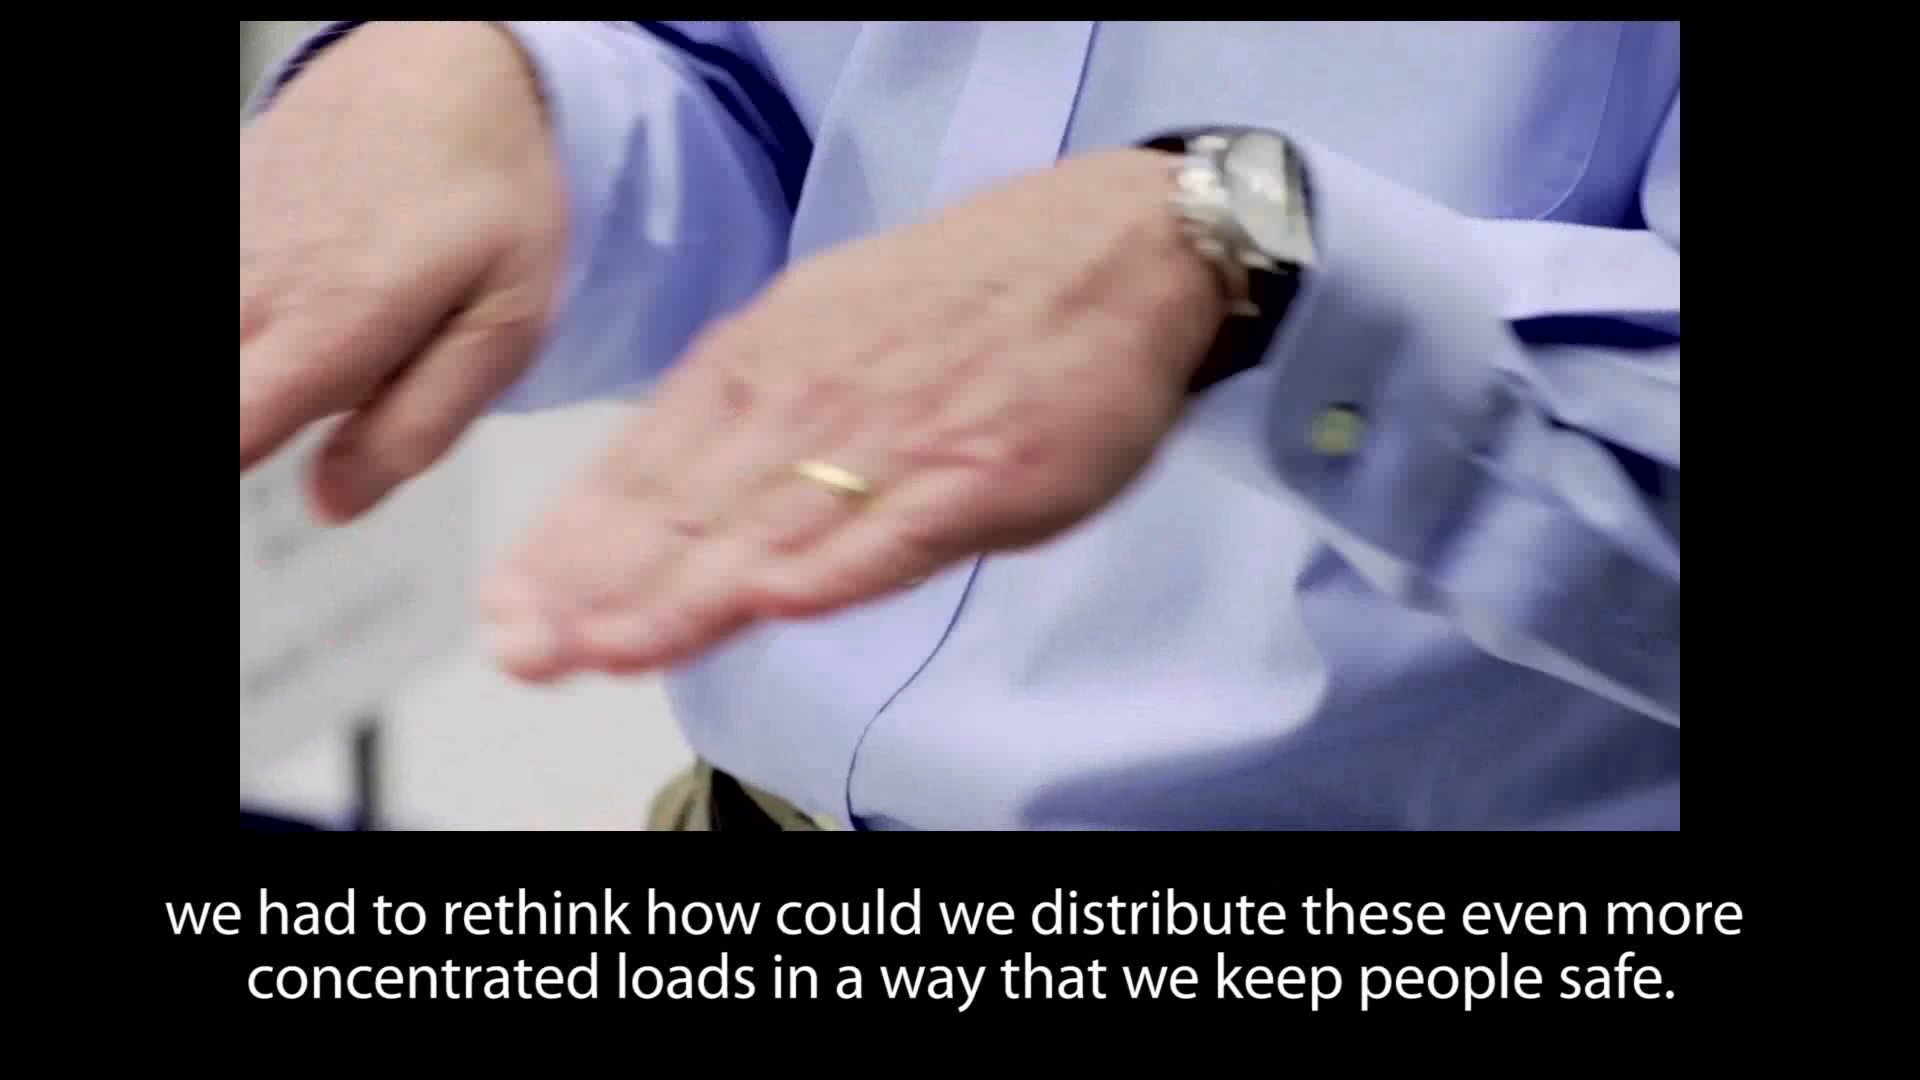 we had to rethink how could we distribute these even more
concentrated loads in a way that we keep people safe.